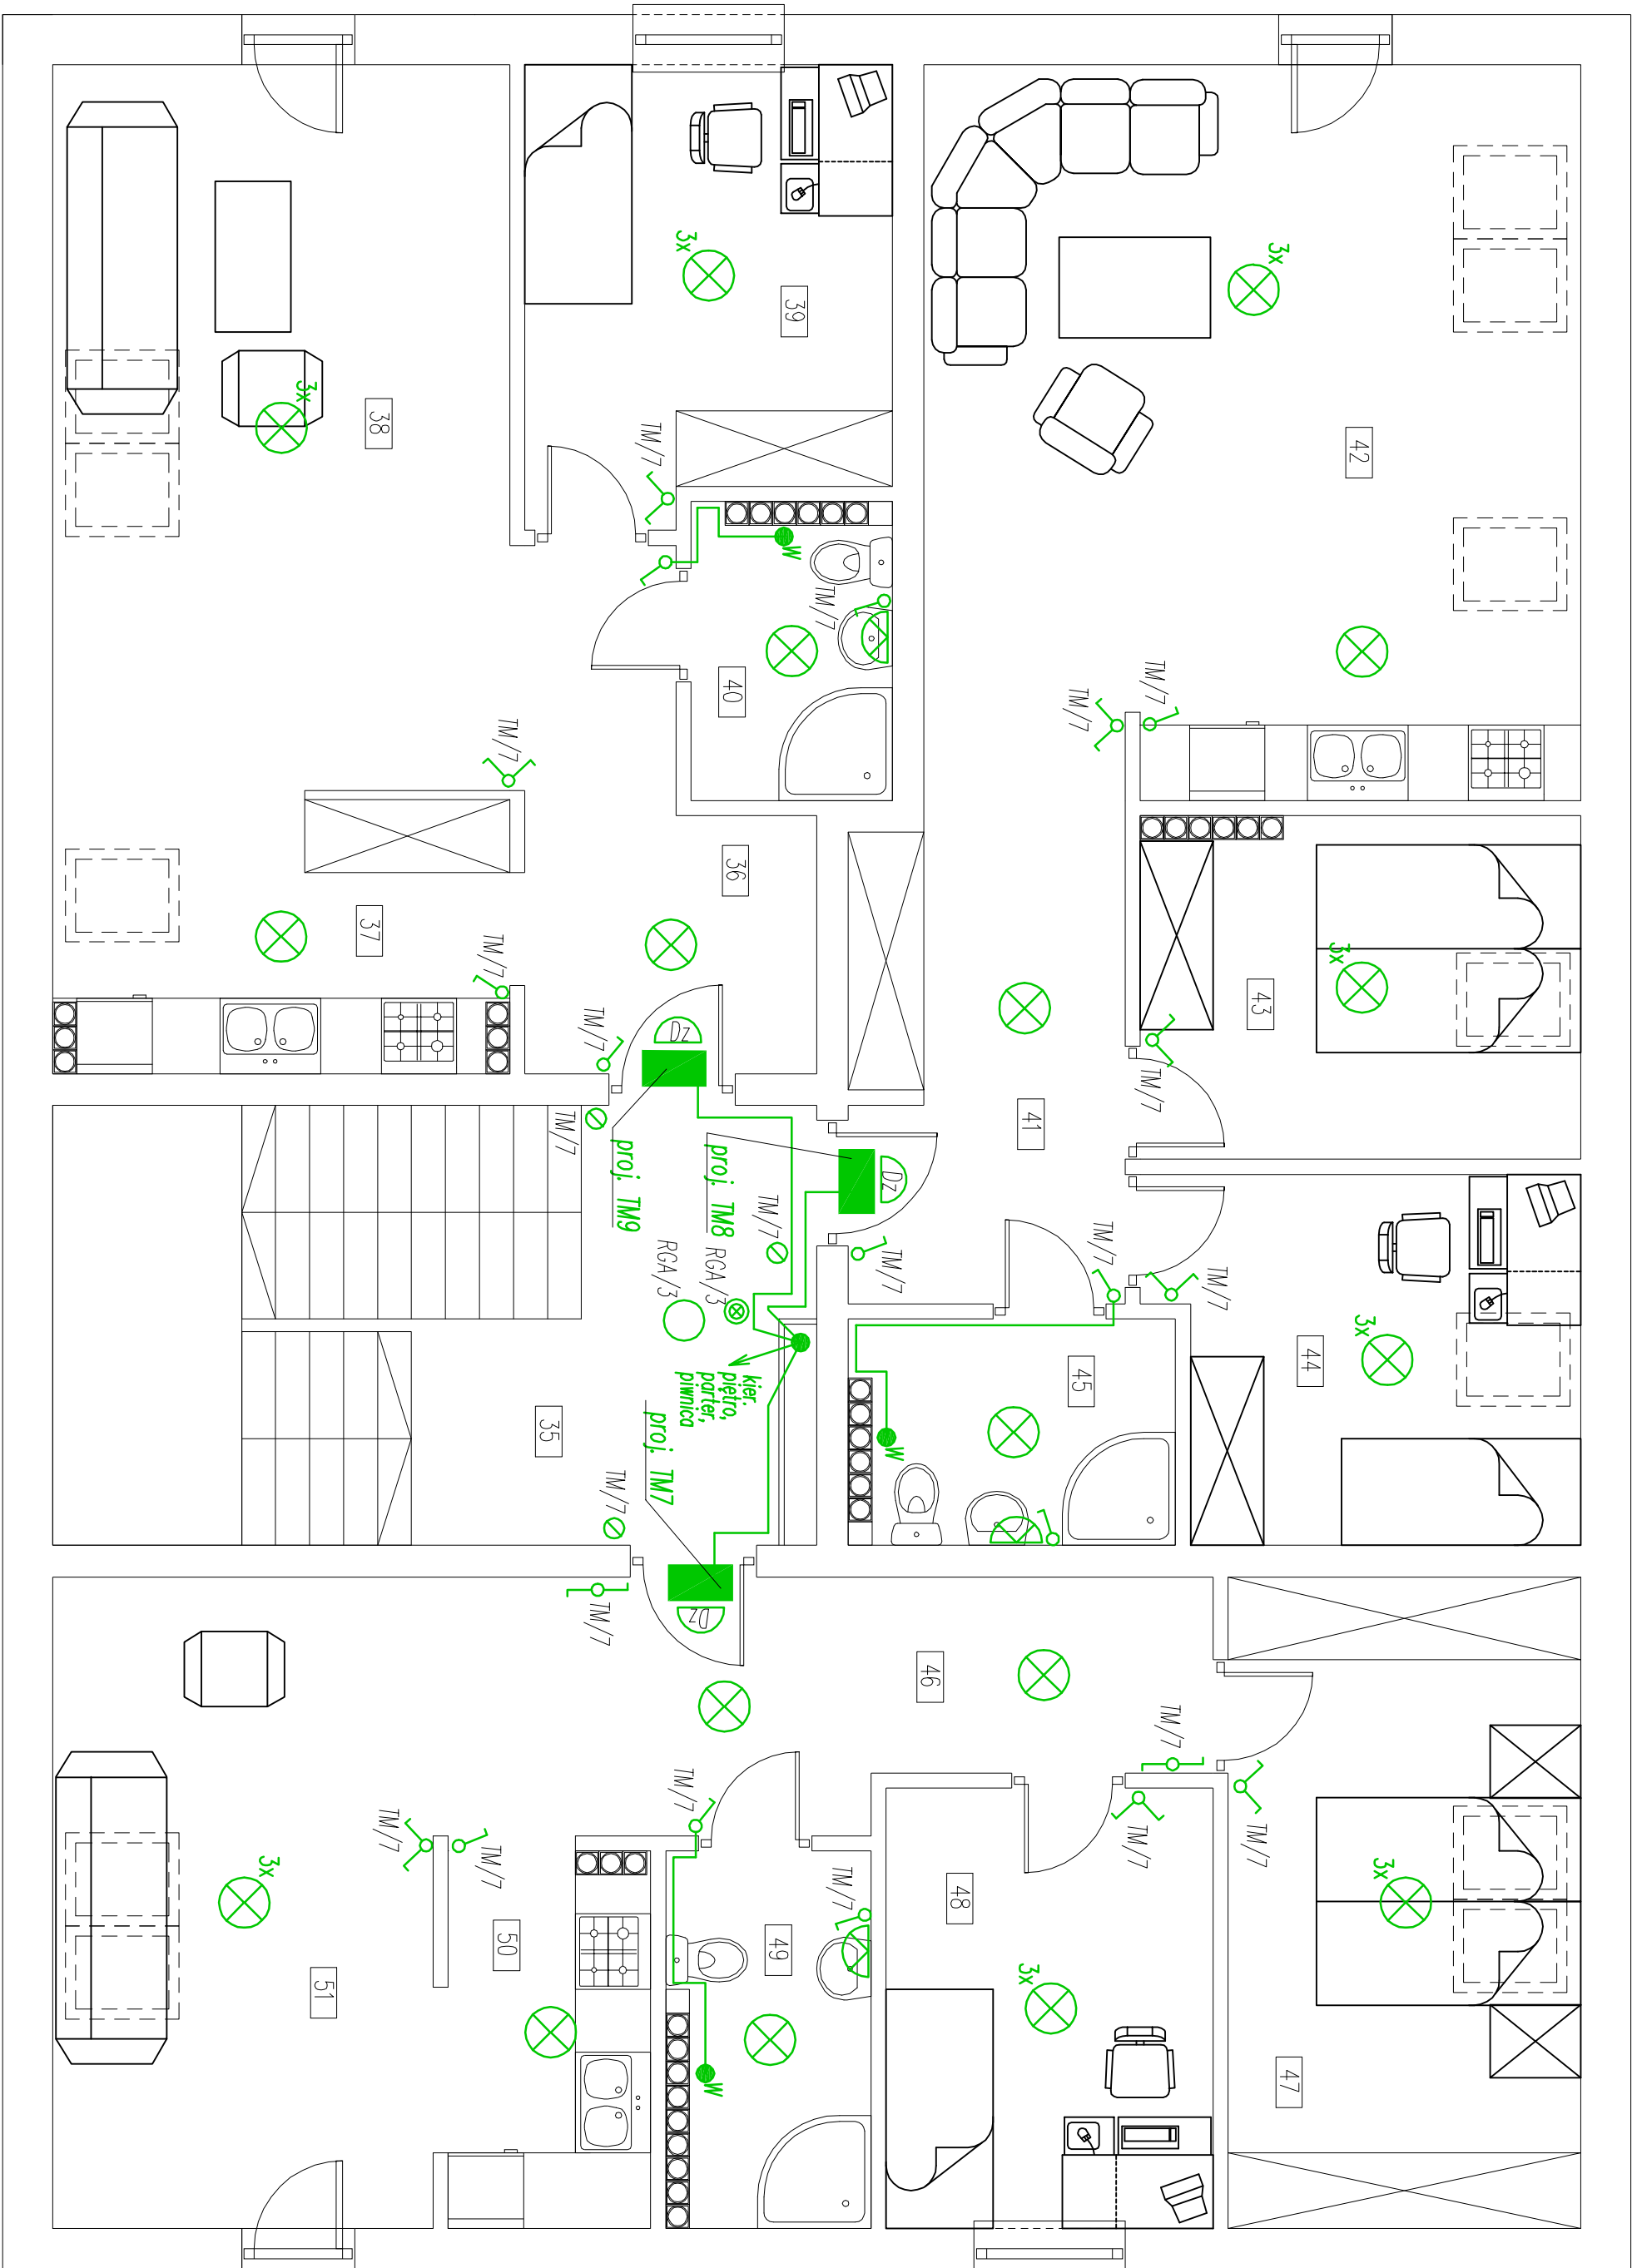 3x
42
3x
39
3x
38
TM/7
TM/7
W
40
TM/7
TM/7
TM/7
36
37
TM/7
3x
43
41
TM/7
Dz
TM/7
TM/7
proj. TM9
proj. TM8
Dz
TM/7
TM/7
TM/7
TM/7
RGA/3
RGA/3
3x
44
45
kier.
piętro,
parter,
piwnica
35
proj. TM7
W
TM/7
Dz
TM/7
46
TM/7
TM/7
TM/7
TM/7
TM/7
TM/7
48
3x
3x
TM/7
49
50
51
3x
W
47